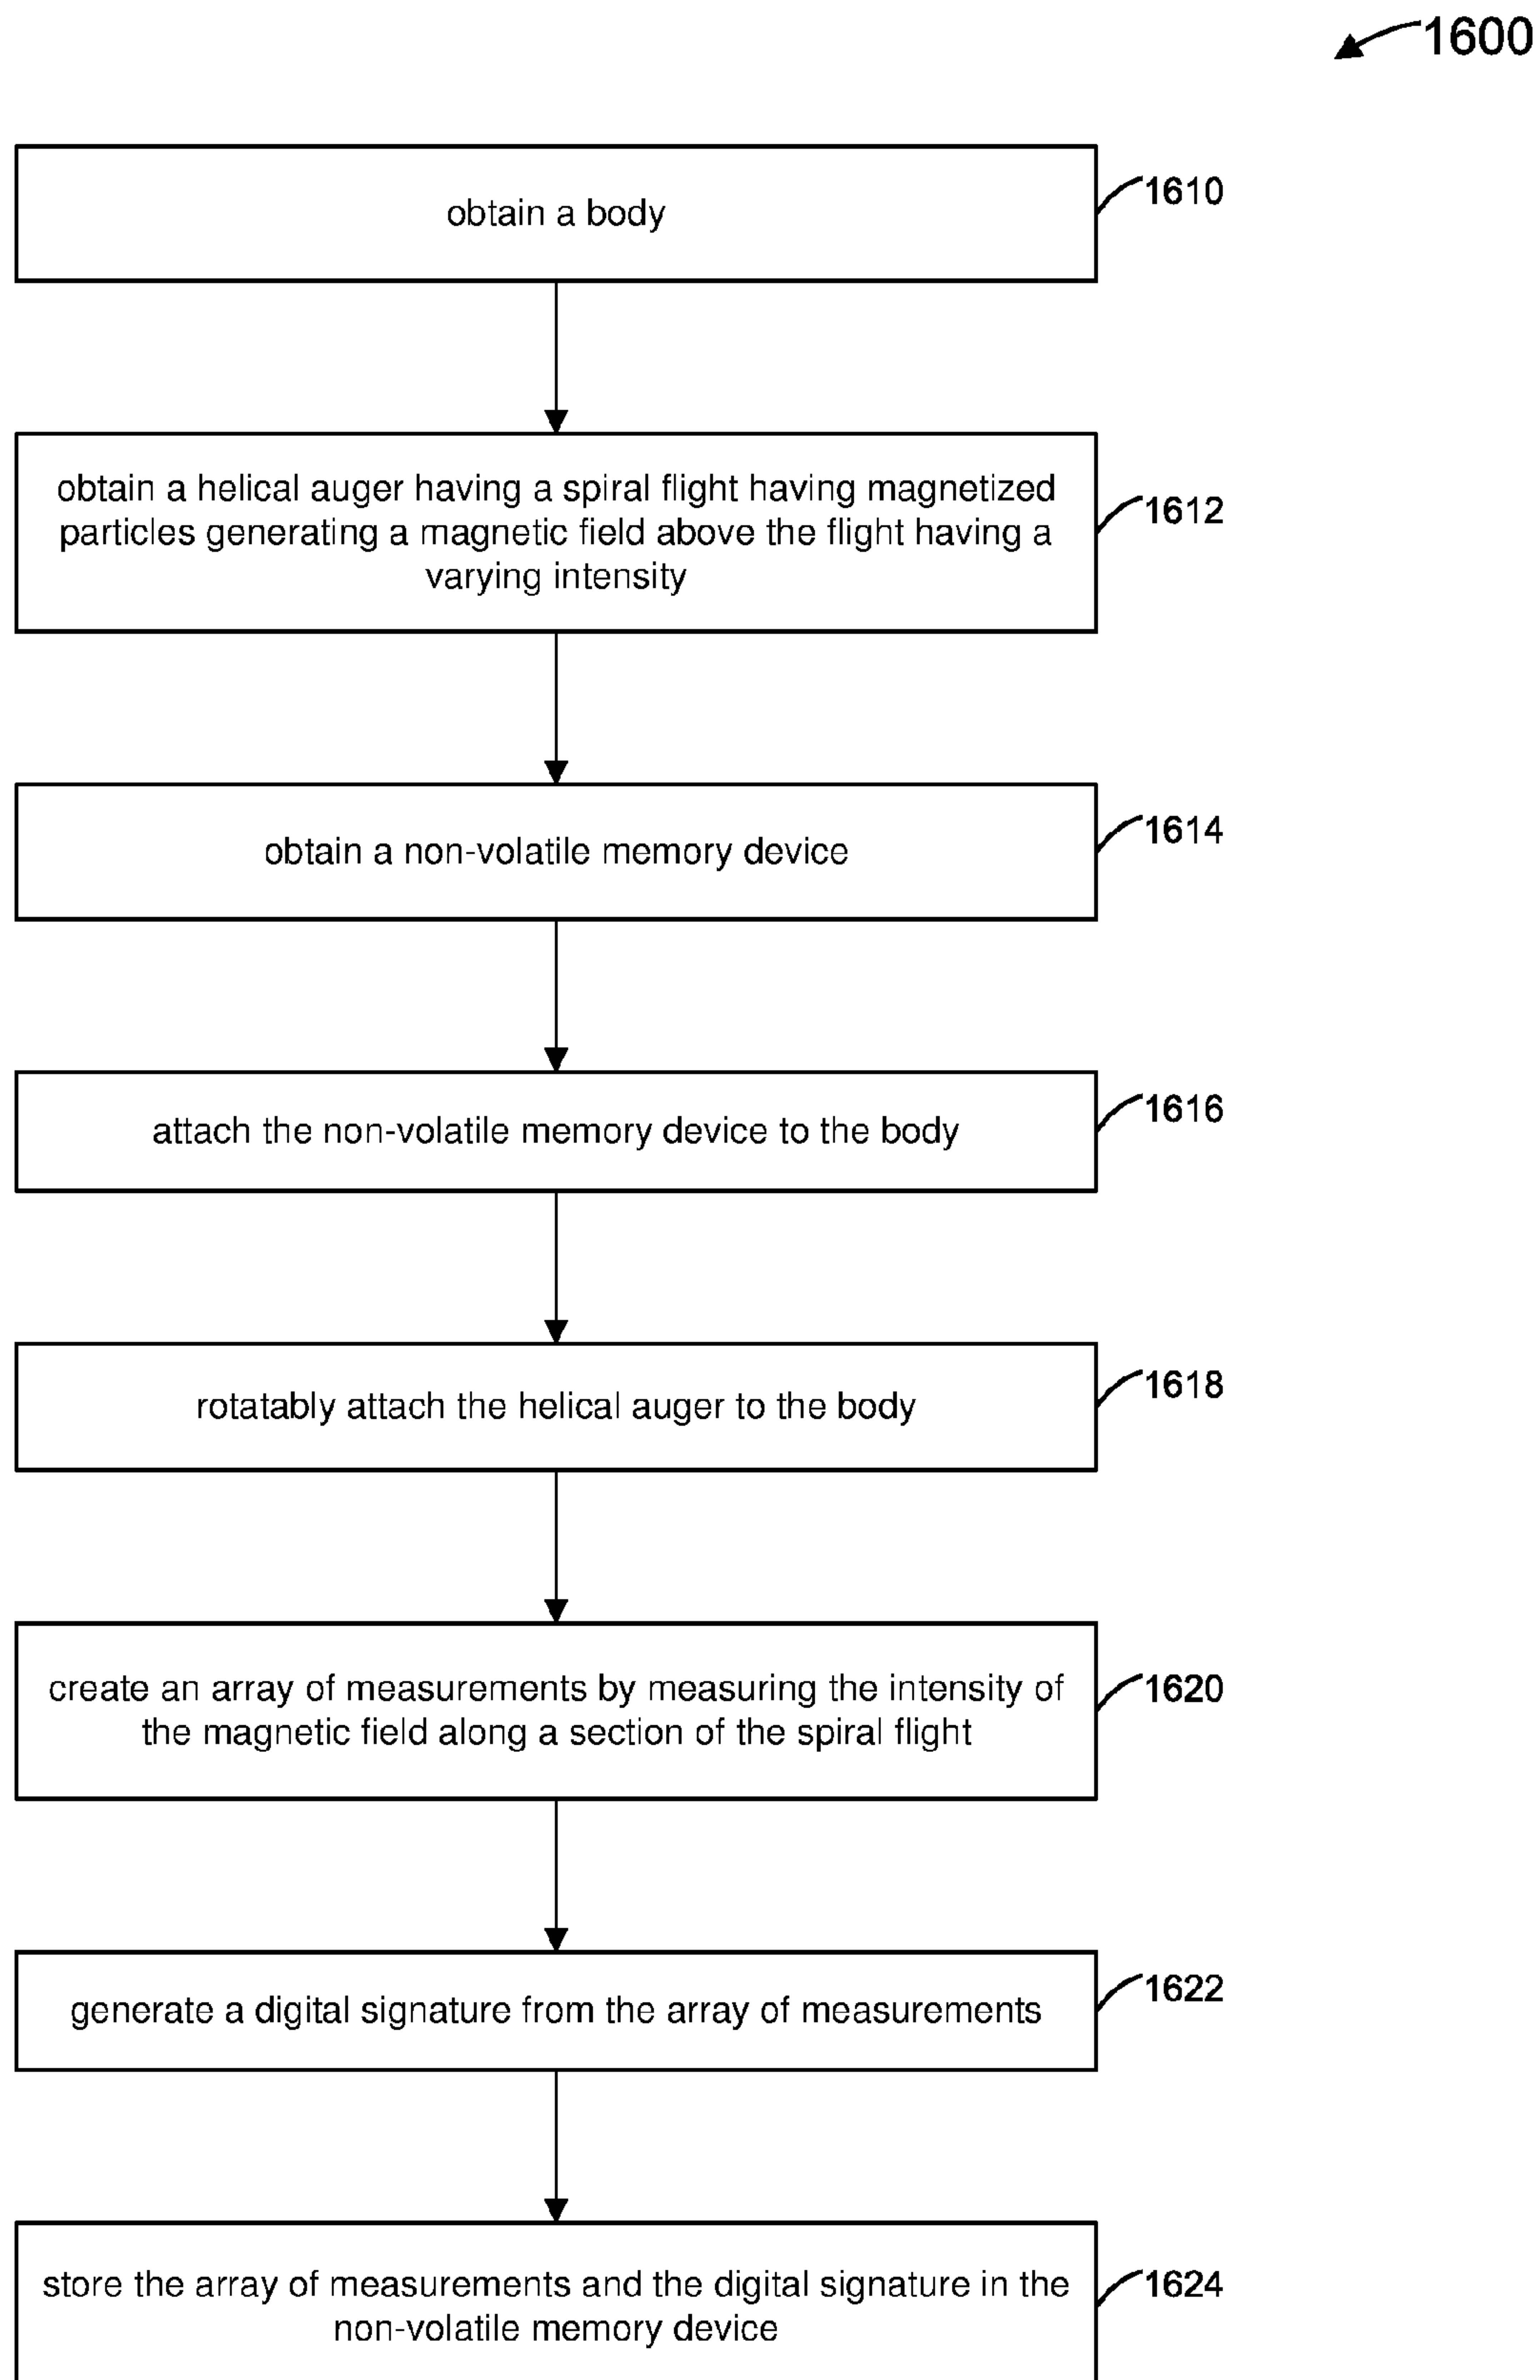 1600
obtain a body
1610
obtain a helical auger having a spiral flight having magnetized
particles generating a magnetic field above the flight having a
varying intensity
1612
obtain a non-volatile memory device
1614
attach the non-volatile memory device to the body
1616
rotatably attach the helical auger to the body
1618
create an array of measurements by measuring the intensity of
the magnetic field along a section of the spiral flight
1620
generate a digital signature from the array of measurements
1622
store the array of measurements and the digital signature in the
non-volatile memory device
1624